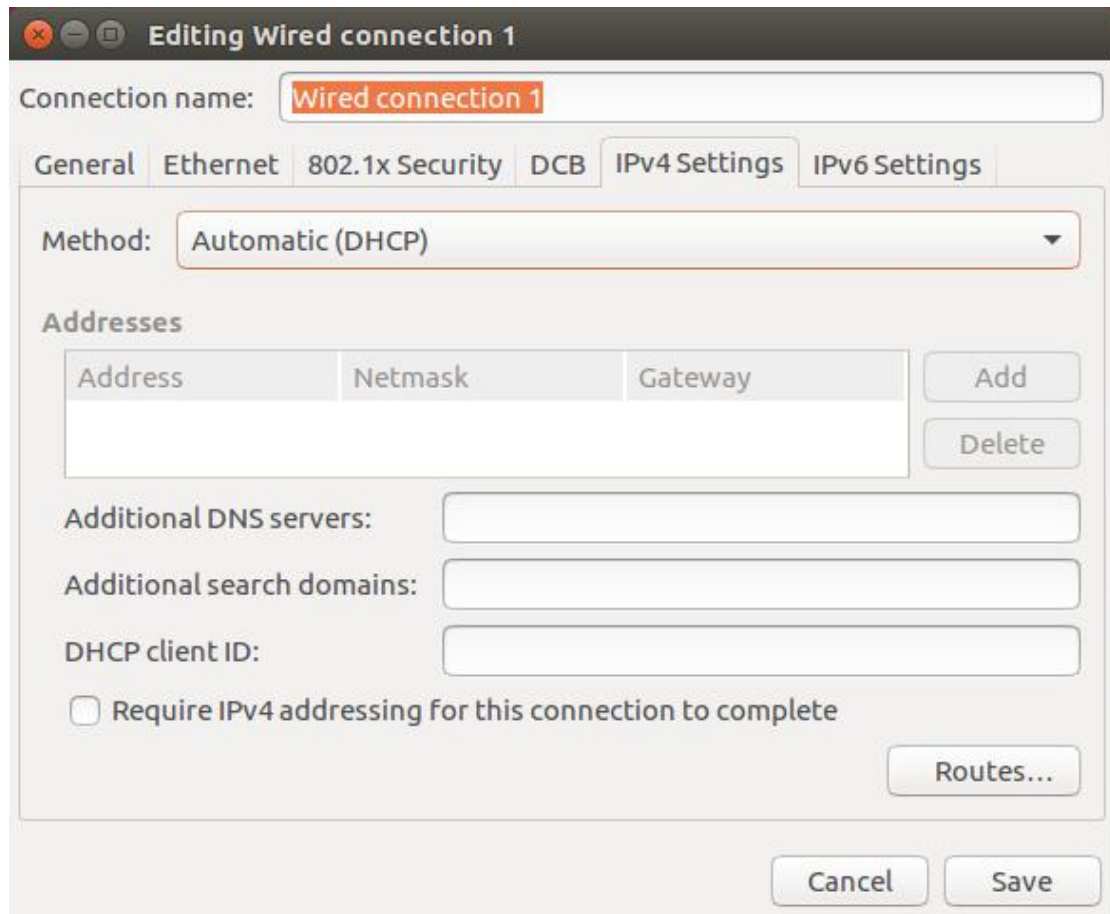 Editing Wired connection 1
Connection name: Wired connection 1
General Ethernet 802.1x Security DCB IPv4 Settings IPv6 Settings
Method: Automatic (DHCP)
Addresses
Address Netmask Gateway Add
Delete
Additional DNS servers:
Additional search domains:
DHCP client ID:
Require IPv4 addressing for this connection to complete
Routes...
Cancel Save